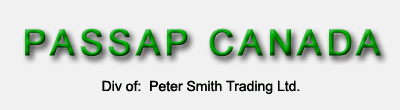 PASSAP CANADA
Div of: Peter Smith Trading Ltd.